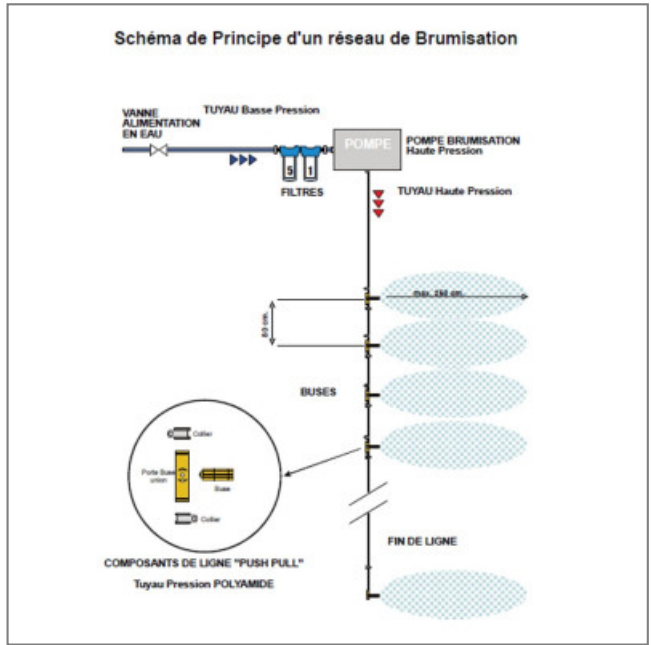 Schéma de Principe d'un réseau de Brumisation
VANNE
ALIMENTATION
EN EAU
TUYAU Basse Pression
POMPE
POMPE BRUMISATION
Haute Pression
5 1
FILTRES
TUYAU Haute Pression
max. 250 cm.
80 cm.
BUSES
Collier
Porte Buse
union
Buse
Collier
FIN DE LIGNE
COMPOSANTS DE LIGNE "PUSH PULL"
Tuyau Pression POLYAMIDE